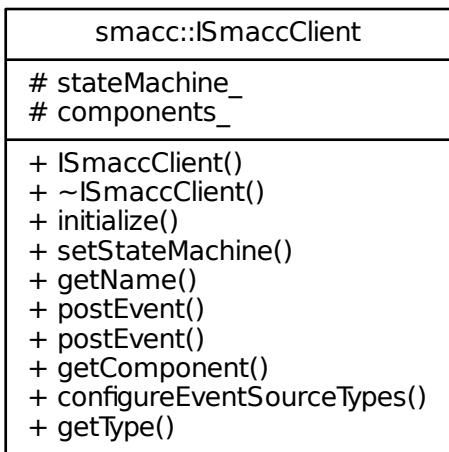 smacc::ISmaccClient
# stateMachine_
# components_
+ ISmaccClient()
+ ~ISmaccClient()
+ initialize()
+ setStateMachine()
+ getName()
+ postEvent()
+ postEvent()
+ getComponent()
+ configureEventSourceTypes()
+ getType()